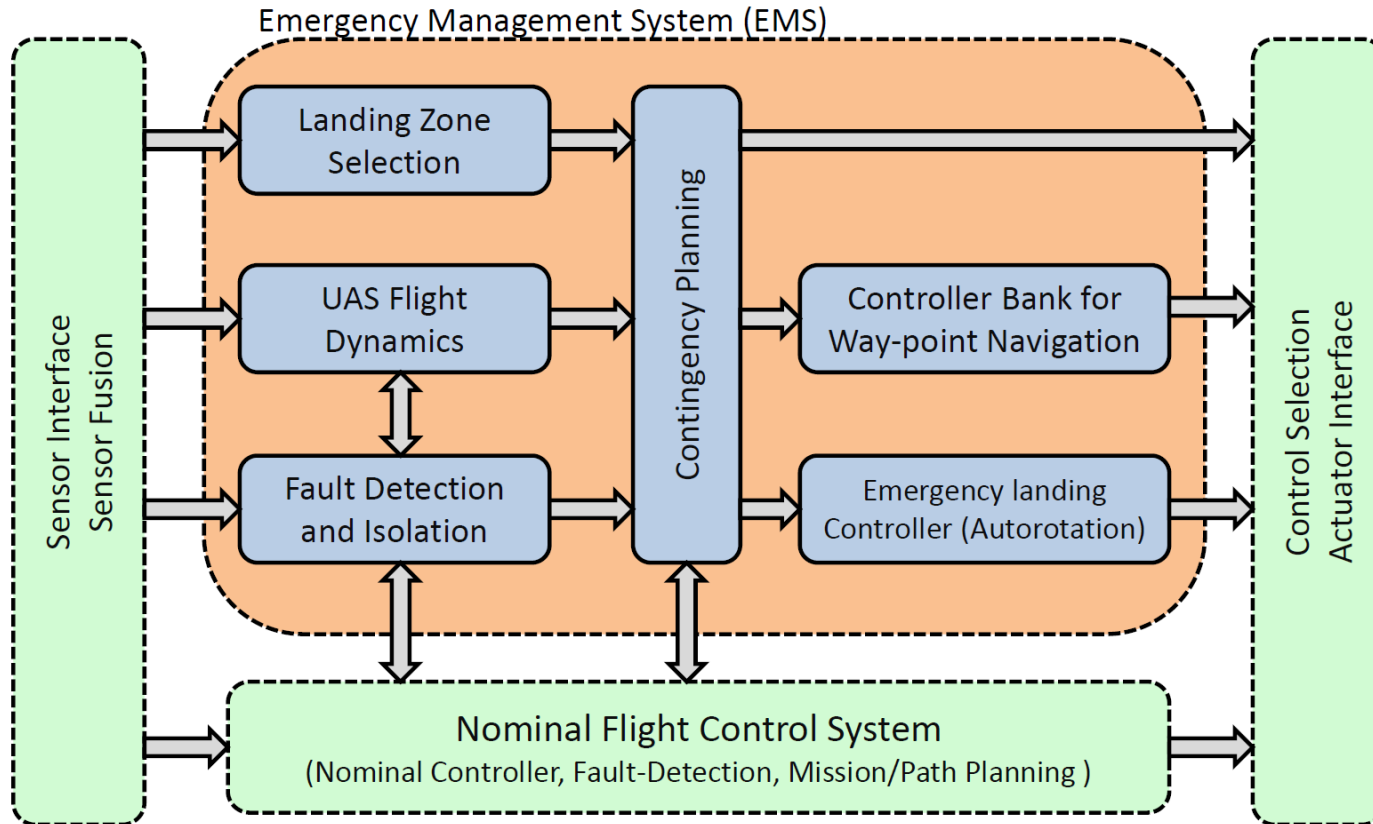 Emergency Management System (EMS)
Sensor Interface
Sensor Fusion
Landing Zone
Selection
UAS Flight
Dynamics
Fault Detection
and Isolation
Contingency Planning
Controller Bank for
Way-point Navigation
Emergency landing
Controller (Autorotation)
Control Selection
Actuator Interface
Nominal Flight Control System
(Nominal Controller, Fault-Detection, Mission/Path Planning )